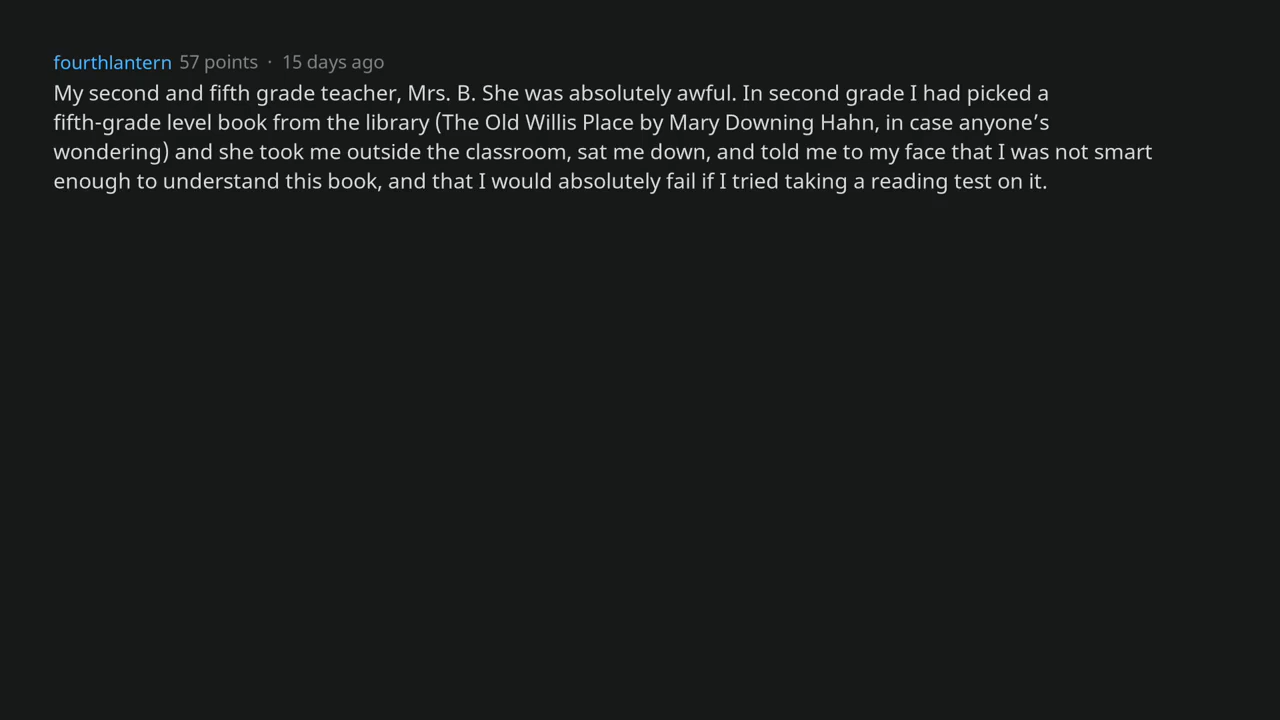 fourthlantern 57 points · 15 days ago
My second and fifth grade teacher, Mrs. B. She was absolutely awful. In second grade I had picked a
fifth-grade level book from the library (The Old Willis Place by Mary Downing Hahn, in case anyone’s
wondering) and she took me outside the classroom, sat me down, and told me to my face that I was not smart
enough to understand this book, and that I would absolutely fail if I tried taking a reading test on it.